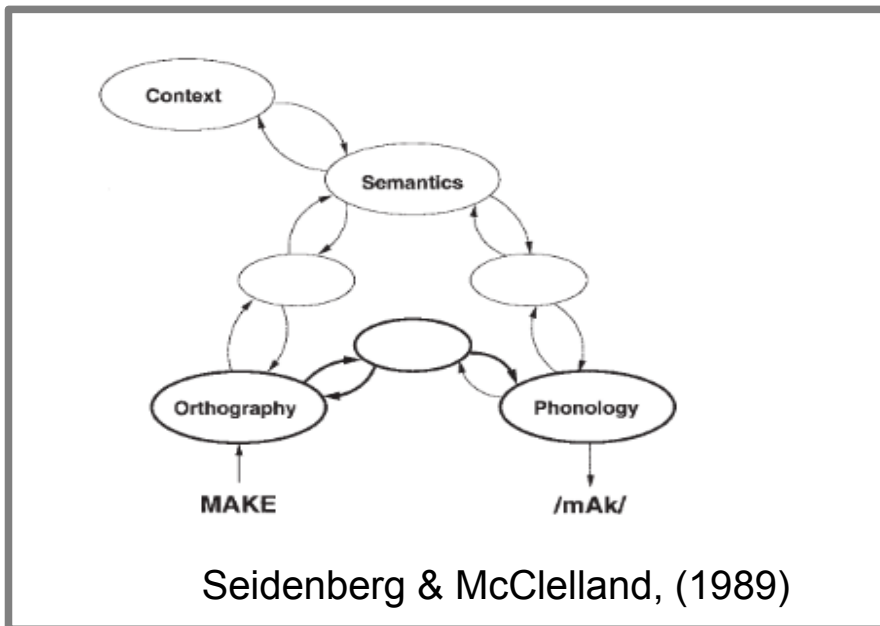 Context
Semantics
Orthography
Phonology
MAKE
/mAk/
Seidenberg & McClelland, (1989)